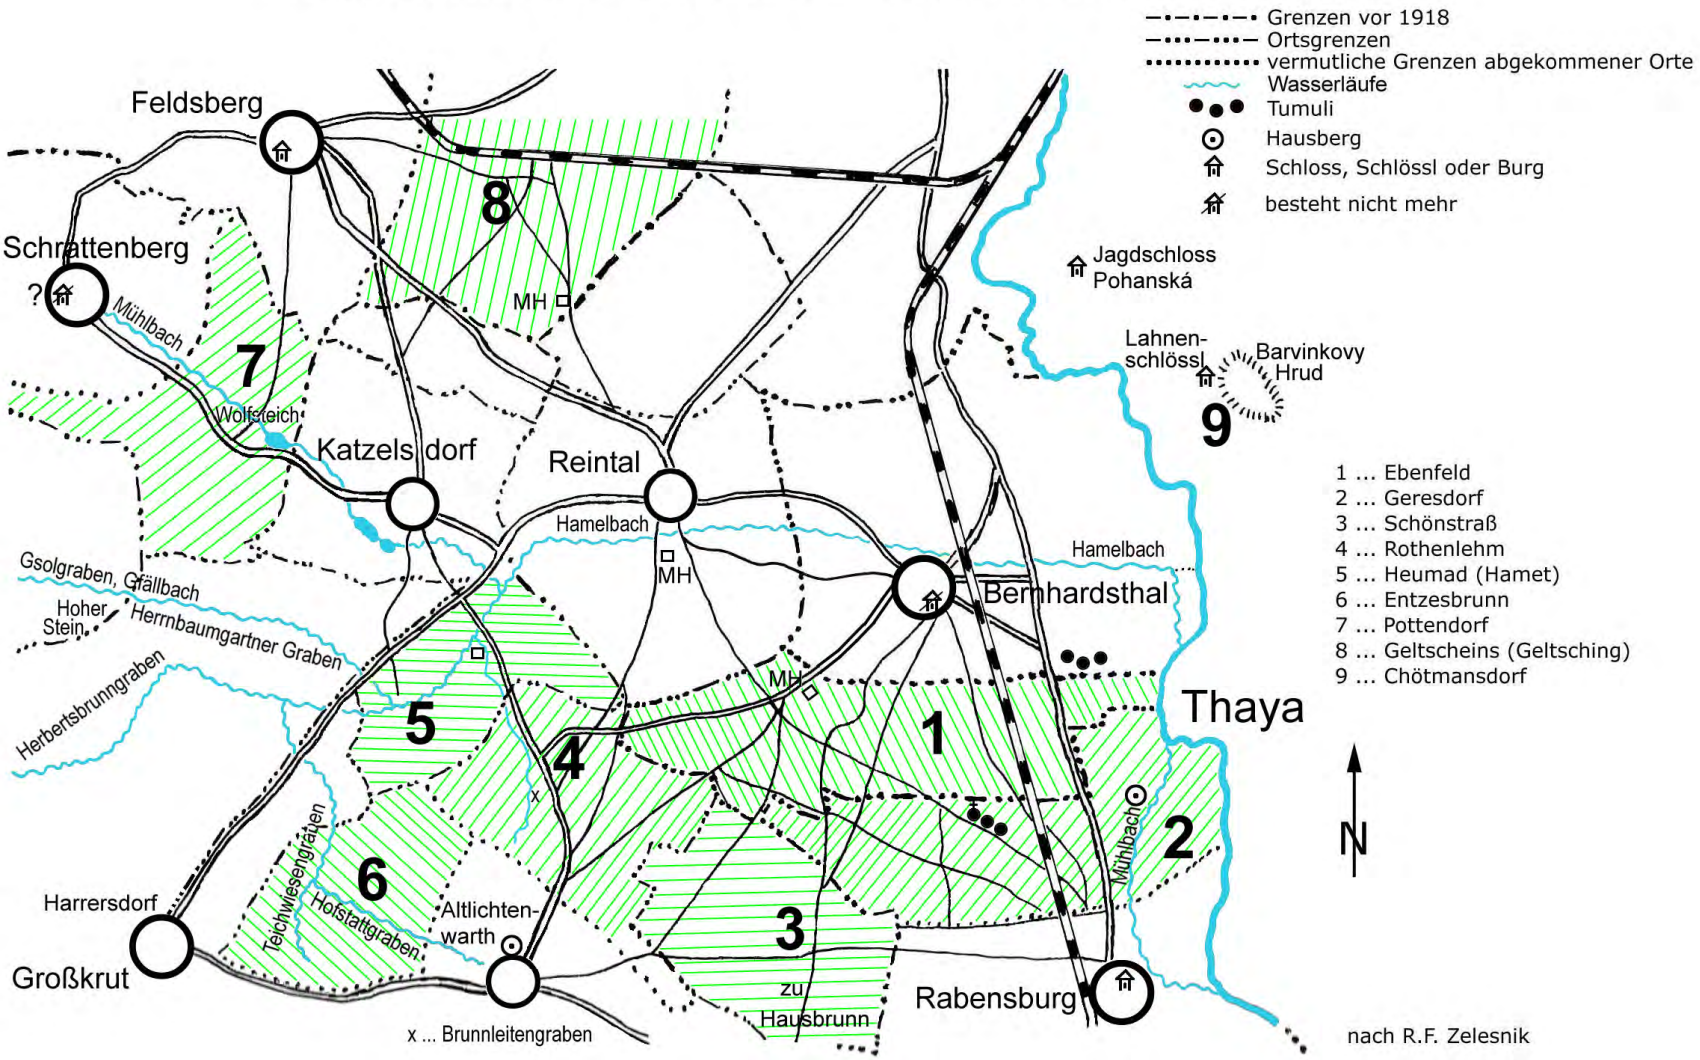 Grenzen vor 1918
Ortsgrenzen
vermutliche Grenzen abgekommener Orte
Wasserläufe
Tumuli
Hausberg
Schloss, Schlössl oder Burg
besteht nicht mehr
Feldsberg
8
Schrattenberg
?
Mühlbach
MH
Jagdschloss
Pohanská
Lahnen-
schlössl
Barvinkovy
Hrud
9
7
Wolfsteich
Katzelsdorf
Reintal
Hamelbach
MH
Hamelbach
Bernhardsthal
1 ... Ebenfeld
2 ... Geresdorf
3 ... Schönstraß
4 ... Rothenlehm
5 ... Heumad (Hamet)
6 ... Entzesbrunn
7 ... Pottendorf
8 ... Geltscheins (Geltsching)
9 ... Chötmansdorf
Gsolgraben, Gfällbach
Hoher
Stein
Herrnbaumgartner Graben
Herbertsbrunngraben
MH
Thaya
5
4
1
x
Mühlbach
2
6
Teichwiesengraben
Hofstattgraben
Harrersdorf
Altlichten-
warth
3
Großkrut
zu
Hausbrunn
Rabensburg
N
x ... Brunnleitengraben
nach R.F. Zelesnik